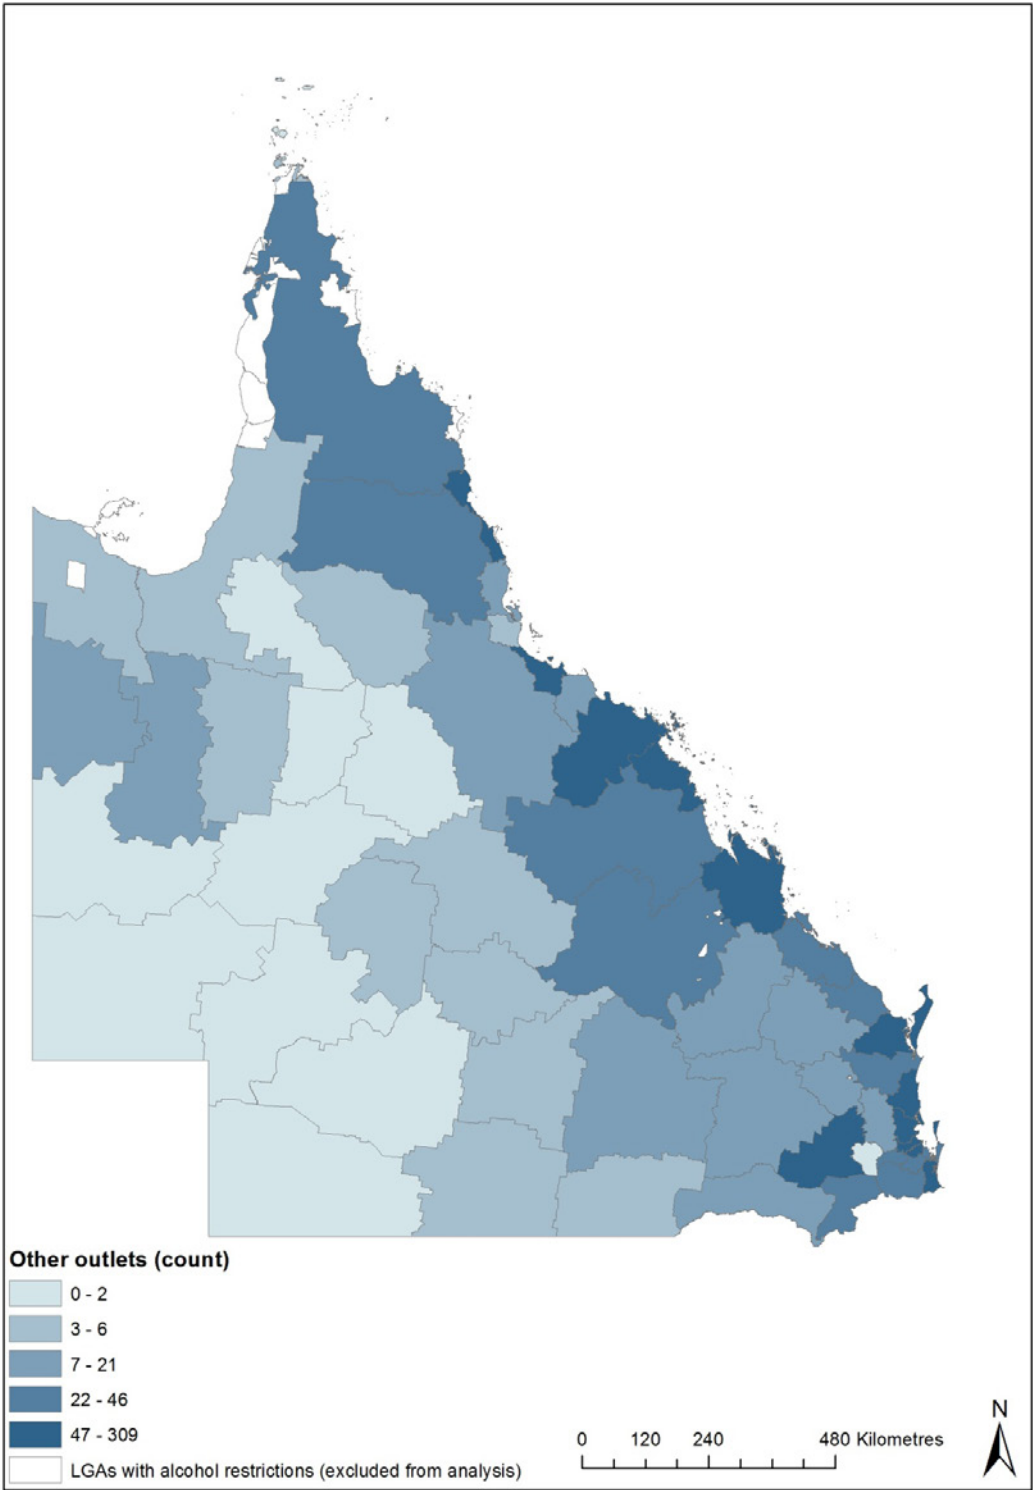 Other outlets (count)
0 - 2
3 - 6
7 - 21
22 - 46
47 - 309
LGAs with alcohol restrictions (excluded from analysis)
0 120 240 480 Kilometres
N